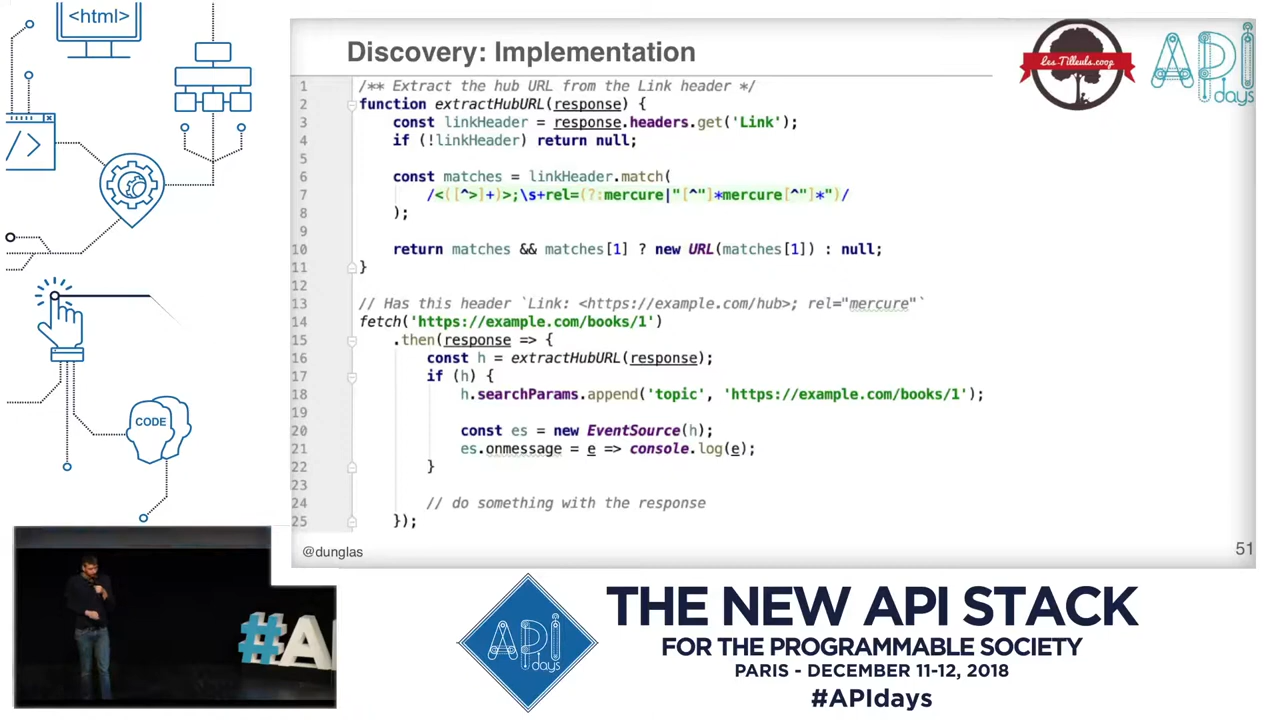 <html>
Discovery: Implementation
Les-Tilleuls.coop
API
days
1 /** Extract the hub URL from the Link header */
2 function extractHubURL(response) {
3 const linkHeader = response.headers.get('Link');
4 if (!linkHeader) return null;
5
6 const matches = linkHeader.match(
7 /<([^>]+)>;\s+rel=(?:mercure|"[^"]*mercure[^"]*")/
8 );
9
10 return matches && matches[1] ? new URL(matches[1]) : null;
11 }
12
13 // Has this header `Link: <https://example.com/hub>; rel="mercure"`
14 fetch('https://example.com/books/1')
15 .then(response => {
16 const h = extractHubURL(response);
17 if (h) {
18 h.searchParams.append('topic', 'https://example.com/books/1');
19
20 const es = new EventSource(h);
21 es.onmessage = e => console.log(e);
22 }
23
24 // do something with the response
25 });
</>
CODE
@dunglas
51
#A
API
days
THE NEW API STACK
FOR THE PROGRAMMABLE SOCIETY
PARIS - DECEMBER 11-12, 2018
#APIdays